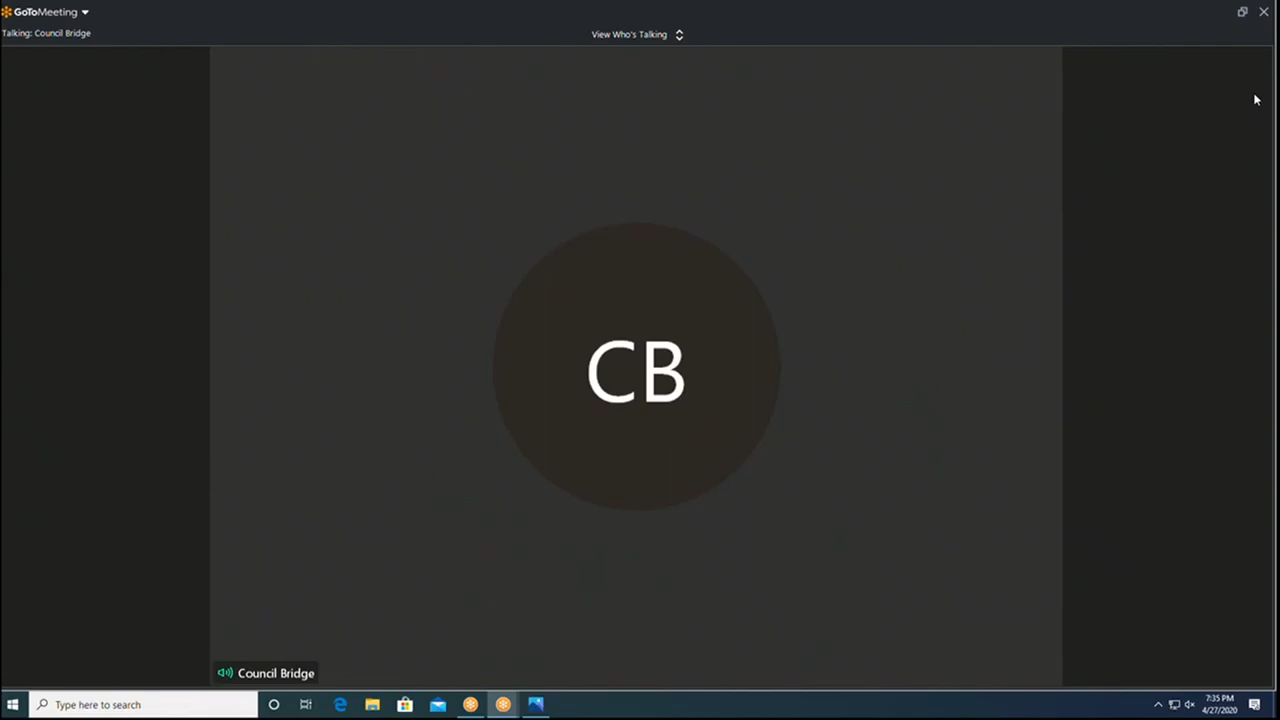 GoToMeeting
Talking: Council Bridge
View Who's Talking
CB
Council Bridge
Type here to search
7:35 PM
4/27/2020